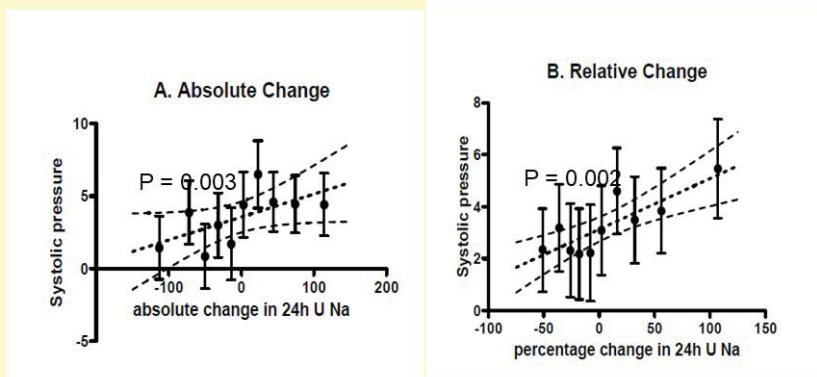 A. Absolute Change
10
5
0
-5
Systolic pressure
P = 0.003
-100
0
100
200
absolute change in 24h U Na
B. Relative Change
8
6
4
2
0
Systolic pressure
P = 0.002
-100
-50
0
50
100
150
percentage change in 24h U Na